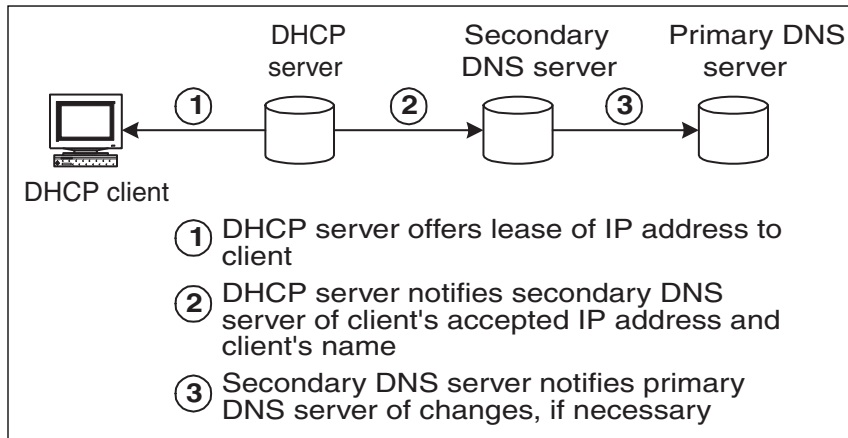 DHCP
server
Secondary
DNS server
Primary DNS
server
1
2
3
DHCP client
1 DHCP server offers lease of IP address to
client
2 DHCP server notifies secondary DNS
server of client's accepted IP address and
client's name
3 Secondary DNS server notifies primary
DNS server of changes, if necessary